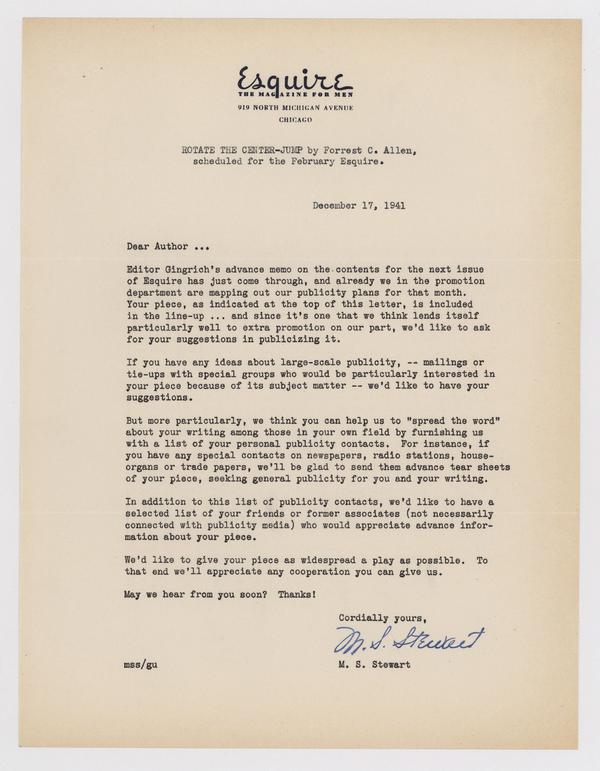 Esquire
THE MAGAZINE FOR MEN
919 NORTH MICHIGAN AVENUE
CHICAGO
ROTATE THE CENTER-JUMP by Forrest C. Allen,
scheduled for the February Esquire.
December 17, 1941
Dear Author ...
Editor Gingrich's advance memo on the contents for the next issue
of Esquire has just come through, and already we in the promotion
department are mapping out our publicity plans for that month.
Your piece, as indicated at the top of this letter, is included
in the line-up ... and since it's one that we think lends itself
particularly well to extra promotion on our part, we'd like to ask
for your suggestions in publicizing it.
If you have any ideas about large-scale publicity, -- mailings or
tie-ups with special groups who would be particularly interested in
your piece because of its subject matter -- we'd like to have your
suggestions.
But more particularly, we think you can help us to "spread the word"
about your writing among those in your own field by furnishing us
with a list of your personal publicity contacts.  For instance, if
you have any special contacts on newspapers, radio stations, house-
organs or trade papers, we'll be glad to send them advance tear sheets
of your piece, seeking general publicity for you and your writing.
In addition to this list of publicity contacts, we'd like to have a
selected list of your friends or former associates (not necessarily
connected with publicity media) who would appreciate advance infor-
mation about your piece.
We'd like to give your piece as widespread a play as possible.  To
that end we'll appreciate any cooperation you can give us.
May we hear from you soon?  Thanks!
Cordially yours,
M. S. Stewart
mss/gu M. S. Stewart